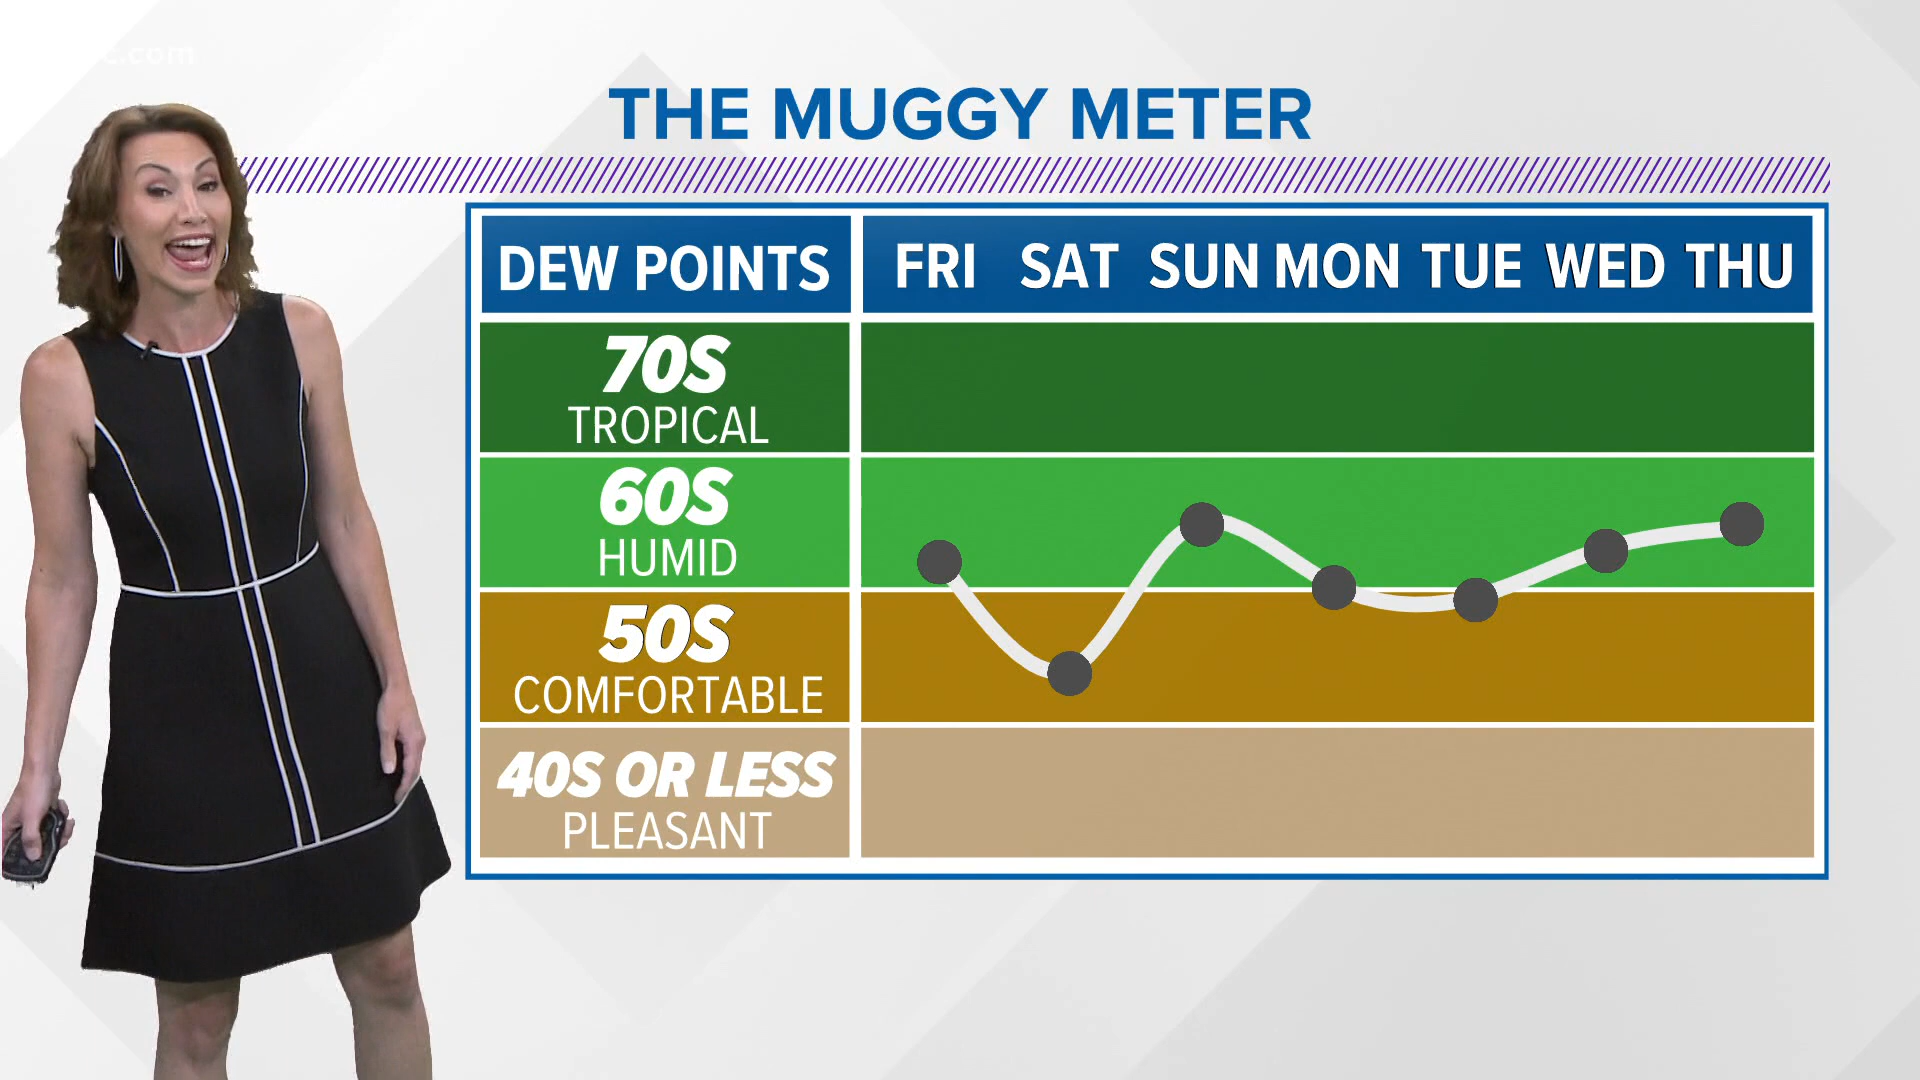 c.com
THE MUGGY METER
DEW POINTS
FRI SAT SUN MON TUE WED THU
70S
TROPICAL
60S
HUMID
50S
COMFORTABLE
40S OR LESS
PLEASANT